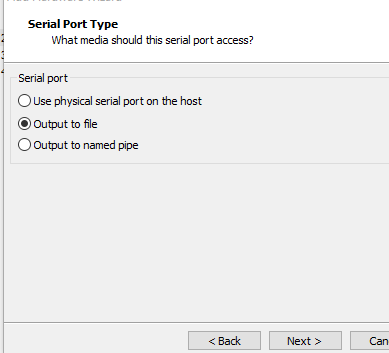 Serial Port Type
What media should this serial port access?
Serial port
Use physical serial port on the host
Output to file
Output to named pipe
< Back
Next >